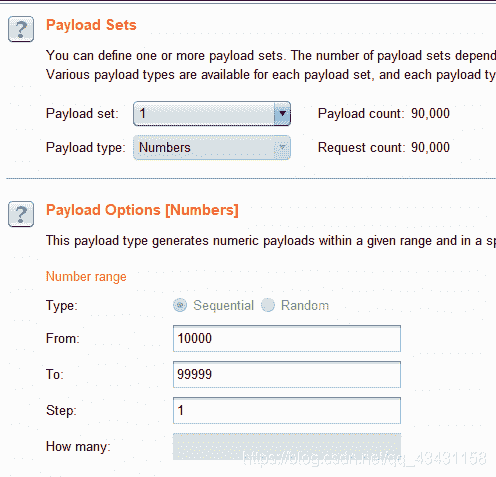 Payload Sets
You can define one or more payload sets. The number of payload sets depend
Various payload types are available for each payload set, and each payload ty
Payload set: 1 Payload count: 90,000
Payload type: Numbers Request count: 90,000
Payload Options [Numbers]
This payload type generates numeric payloads within a given range and in a sp
Number range
Type: Sequential Random
From: 10000
To: 99999
Step: 1
How many:
https://blog.csdn.net/qq_43431158